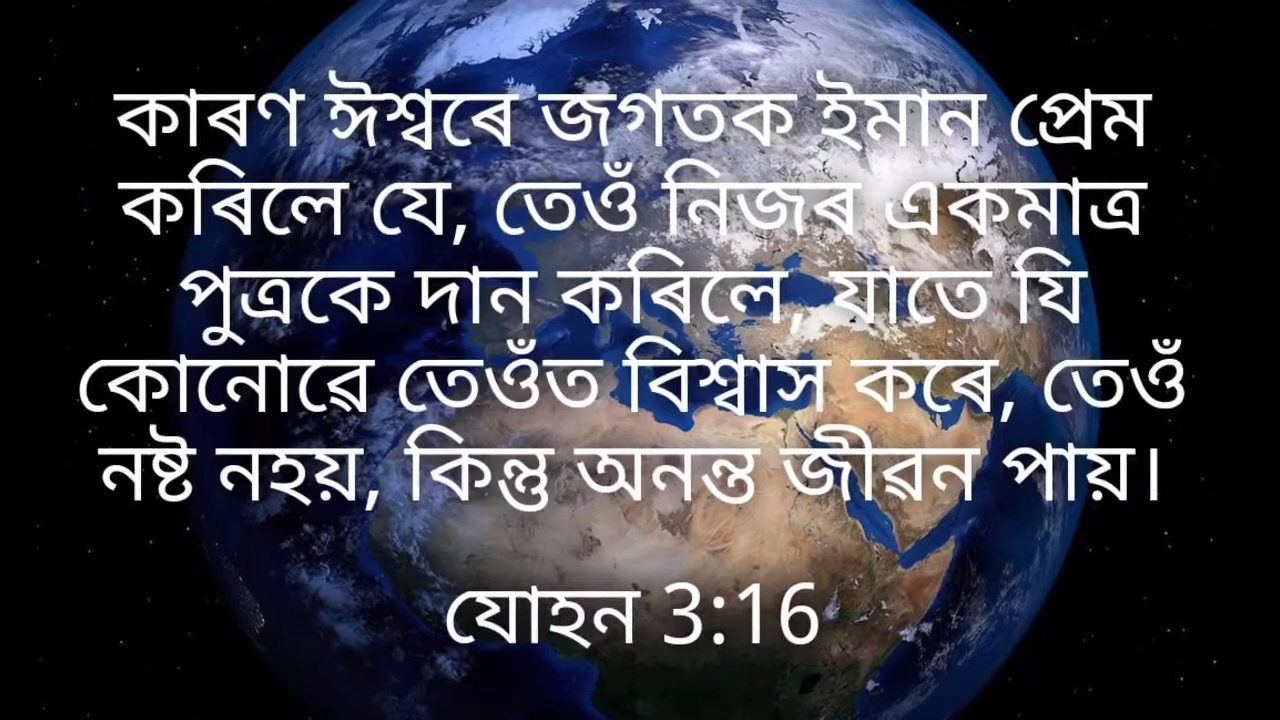 কাৰণ ঈশ্বৰে জগতক ইমান প্ৰেম
কৰিলে যে, তেওঁ নিজৰ একমাত্ৰ
পুত্ৰকে দান কৰিলে, যাতে যি
কোনোৱে তেওঁত বিশ্বাস কৰে, তেওঁ
নষ্ট নহয়, কিন্তু অনন্ত জীৱন পায়।
যোহন 3:16